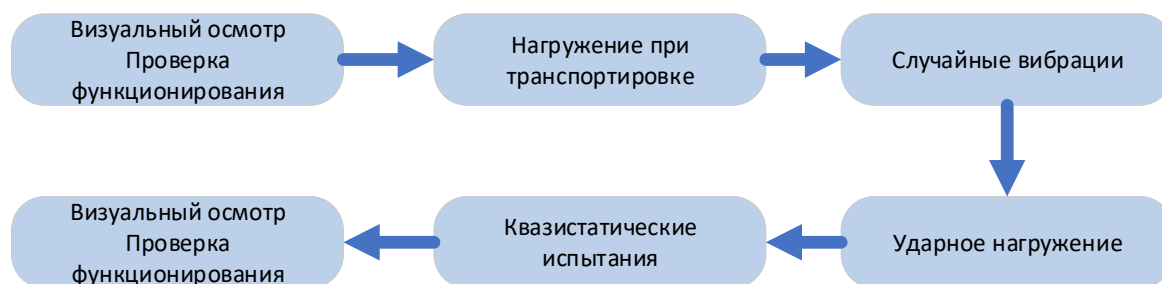 Визуальный осмотр
Проверка
функционирования
Нагружение при
транспортировке
Случайные вибрации
Визуальный осмотр
Проверка
функционирования
Квазистатические
испытания
Ударное нагружение